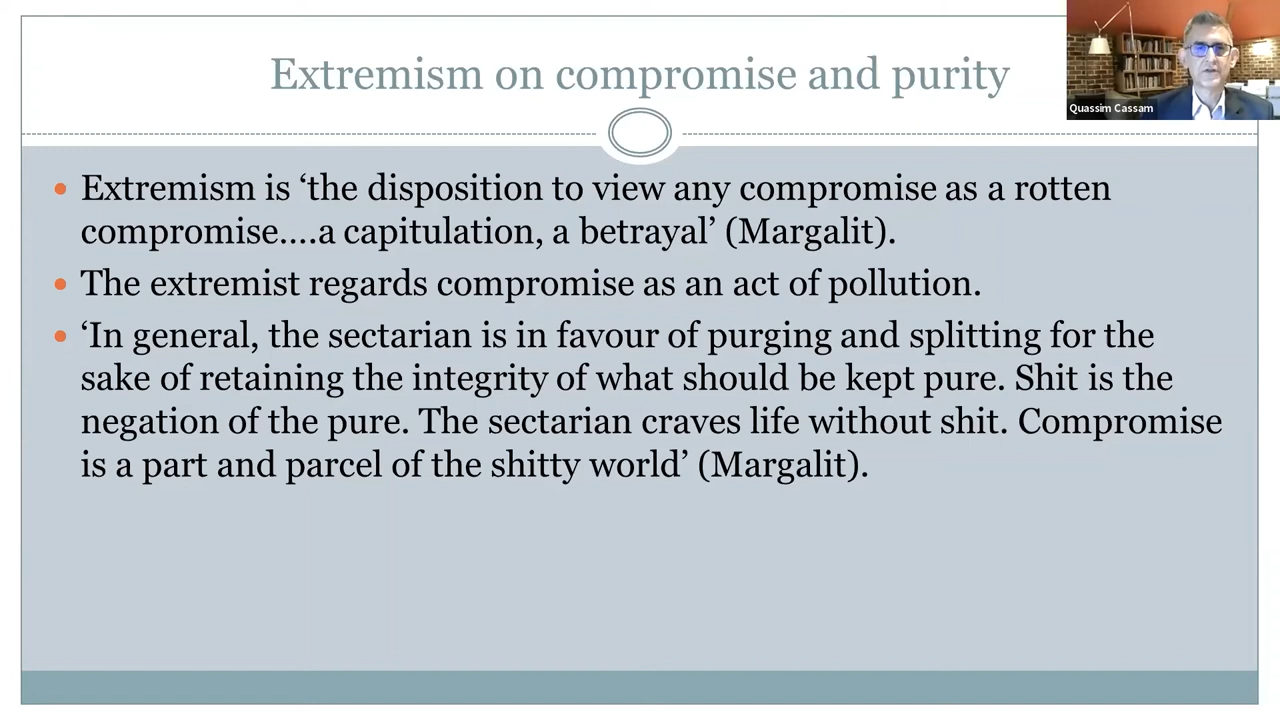 Extremism on compromise and purity
Quassim Cassam
• Extremism is ‘the disposition to view any compromise as a rotten
compromise….a capitulation, a betrayal’ (Margalit).
• The extremist regards compromise as an act of pollution.
• ‘In general, the sectarian is in favour of purging and splitting for the
sake of retaining the integrity of what should be kept pure. Shit is the
negation of the pure. The sectarian craves life without shit. Compromise
is a part and parcel of the shitty world’ (Margalit).